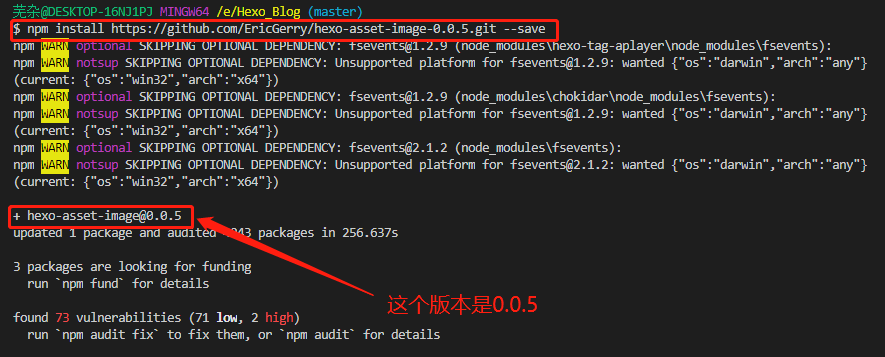 芜杂@DESKTOP-16NJ1PJ MINGW64 /e/Hexo_Blog (master)
$ npm install https://github.com/EricGerry/hexo-asset-image-0.0.5.git --save
npm WARN optional SKIPPING OPTIONAL DEPENDENCY: fsevents@1.2.9 (node_modules\hexo-tag-aplayer\node_modules\fsevents):
npm WARN notsup SKIPPING OPTIONAL DEPENDENCY: Unsupported platform for fsevents@1.2.9: wanted {"os":"darwin","arch":"any"}
(current: {"os":"win32","arch":"x64"})
npm WARN optional SKIPPING OPTIONAL DEPENDENCY: fsevents@1.2.9 (node_modules\chokidar\node_modules\fsevents):
npm WARN notsup SKIPPING OPTIONAL DEPENDENCY: Unsupported platform for fsevents@1.2.9: wanted {"os":"darwin","arch":"any"}
(current: {"os":"win32","arch":"x64"})
npm WARN optional SKIPPING OPTIONAL DEPENDENCY: fsevents@2.1.2 (node_modules\fsevents):
npm WARN notsup SKIPPING OPTIONAL DEPENDENCY: Unsupported platform for fsevents@2.1.2: wanted {"os":"darwin","arch":"any"}
(current: {"os":"win32","arch":"x64"})
+ hexo-asset-image@0.0.5
updated 1 package and audited packages in 256.637s
3 packages are looking for funding
run `npm fund` for details
这个版本是0.0.5
found 73 vulnerabilities (71 low, 2 high)
run `npm audit fix` to fix them, or `npm audit` for details